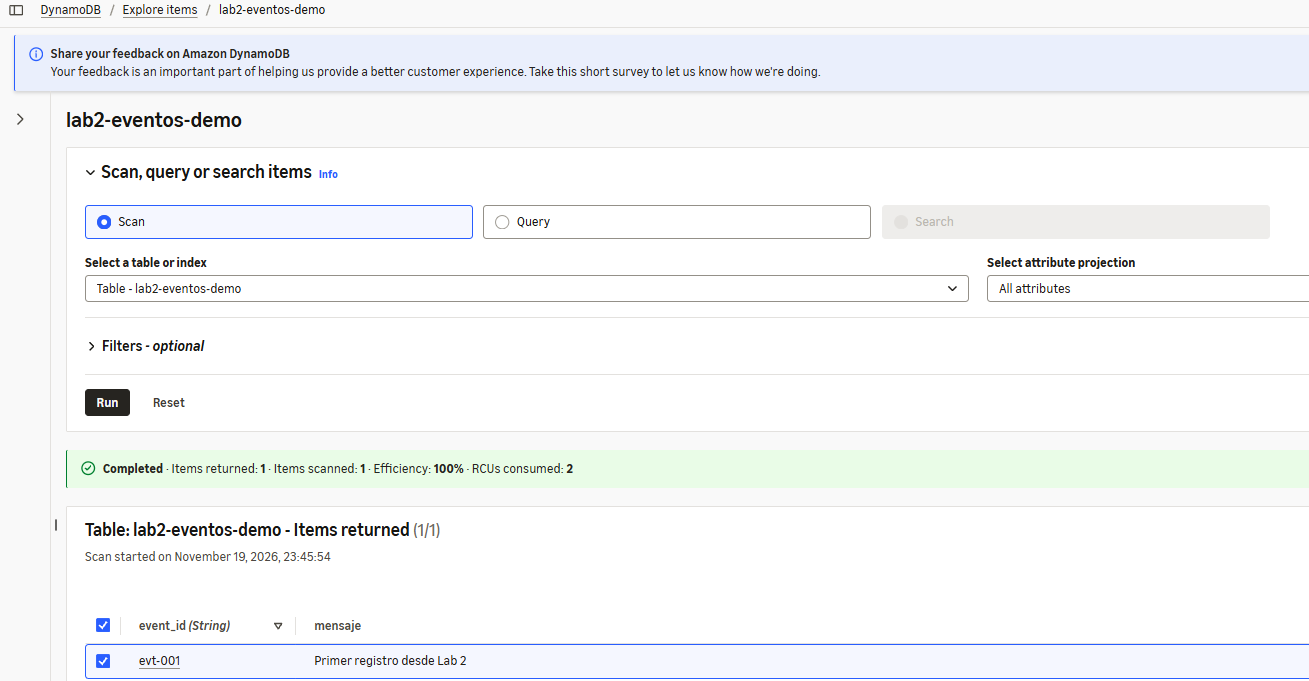 DynamoDB / Explore items / lab2-eventos-demo
Share your feedback on Amazon DynamoDB
Your feedback is an important part of helping us provide a better customer experience. Take this short survey to let us know how we're doing.
lab2-eventos-demo
Scan, query or search items Info
Scan Query Search
Select a table or index Select attribute projection
Table - lab2-eventos-demo All attributes
Filters - optional
Run Reset
Completed · Items returned: 1 · Items scanned: 1 · Efficiency: 100% · RCUs consumed: 2
Table: lab2-eventos-demo - Items returned (1/1)
Scan started on November 19, 2026, 23:45:54
event_id (String) mensaje
evt-001 Primer registro desde Lab 2